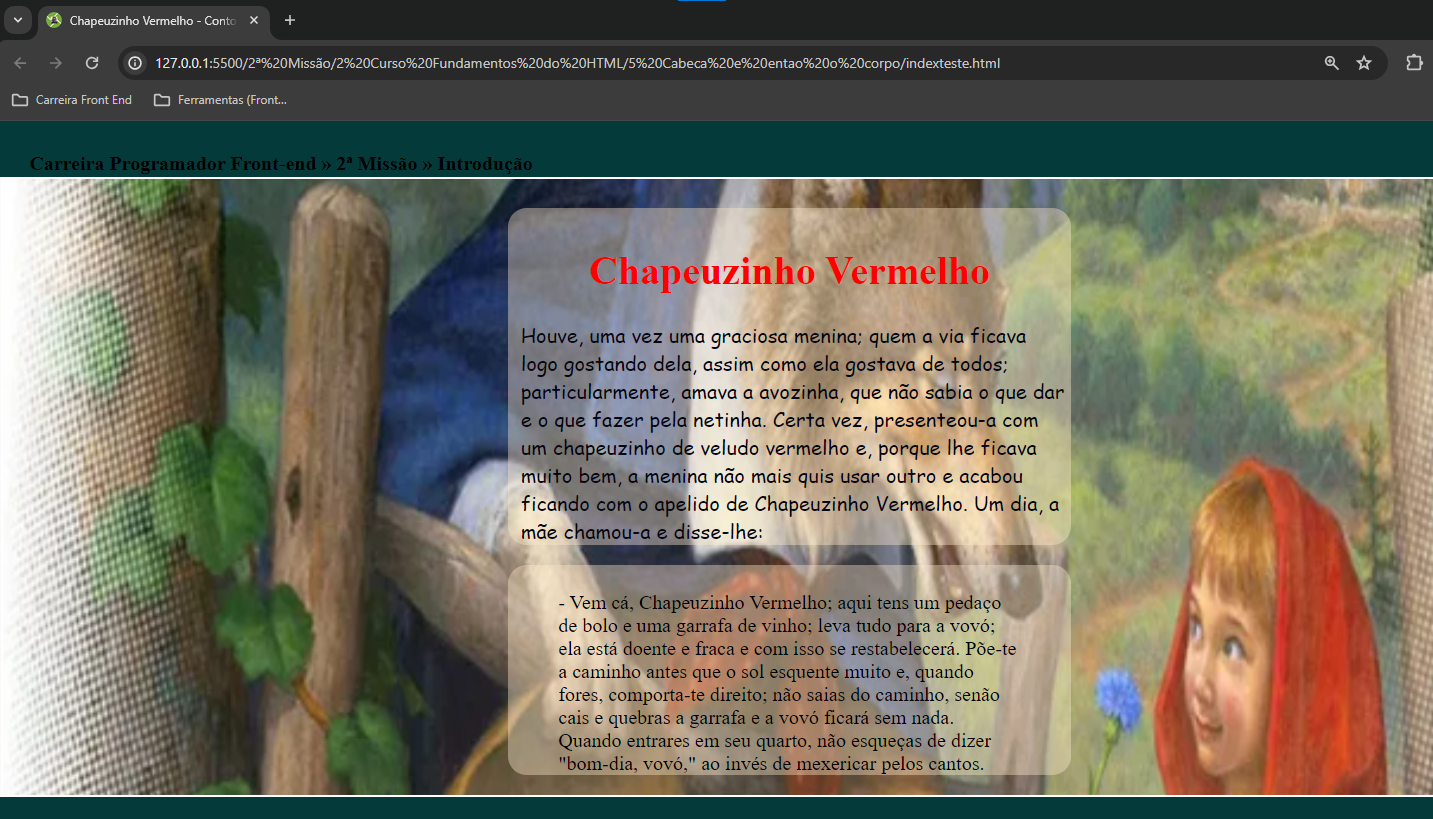 Chapeuzinho Vermelho - Conto
127.0.0.1:5500/2ª%20Missão/2%20Curso%20Fundamentos%20do%20HTML/5%20Cabeca%20e%20entao%20o%20corpo/indexteste.html
Carreira Front End
Ferramentas (Front...
Carreira Programador Front-end » 2ª Missão » Introdução
Chapeuzinho Vermelho
Houve, uma vez uma graciosa menina; quem a via ficava
logo gostando dela, assim como ela gostava de todos;
particularmente, amava a avozinha, que não sabia o que dar
e o que fazer pela netinha. Certa vez, presenteou-a com
um chapeuzinho de veludo vermelho e, porque lhe ficava
muito bem, a menina não mais quis usar outro e acabou
ficando com o apelido de Chapeuzinho Vermelho. Um dia, a
mãe chamou-a e disse-lhe:
- Vem cá, Chapeuzinho Vermelho; aqui tens um pedaço
de bolo e uma garrafa de vinho; leva tudo para a vovó;
ela está doente e fraca e com isso se restabelecerá. Põe-te
a caminho antes que o sol esquente muito e, quando
fores, comporta-te direito; não saias do caminho, senão
cais e quebras a garrafa e a vovó ficará sem nada.
Quando entrares em seu quarto, não esqueças de dizer
"bom-dia, vovó," ao invés de mexericar pelos cantos.